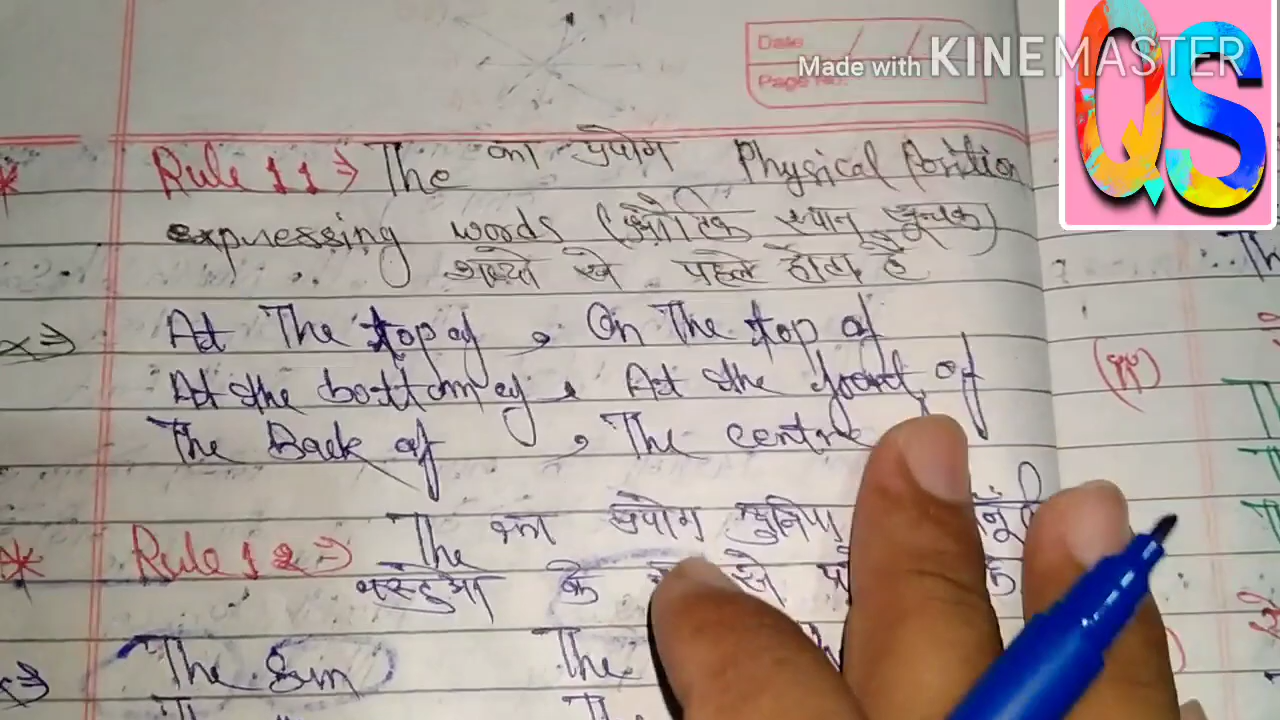 Date
Page No.
Made with KINEMASTER
QS
Rule 11 ⇒ The का प्रयोग Physical Position
expressing words (भौतिक स्थान सूचक)
शब्दो से पहले होता है
At The top of , On The top of
At the bottom of , At the front of
The Back of , The centre
Rule 12 ⇒ The का प्रयोग
वस्तुओ के से
The Sun The